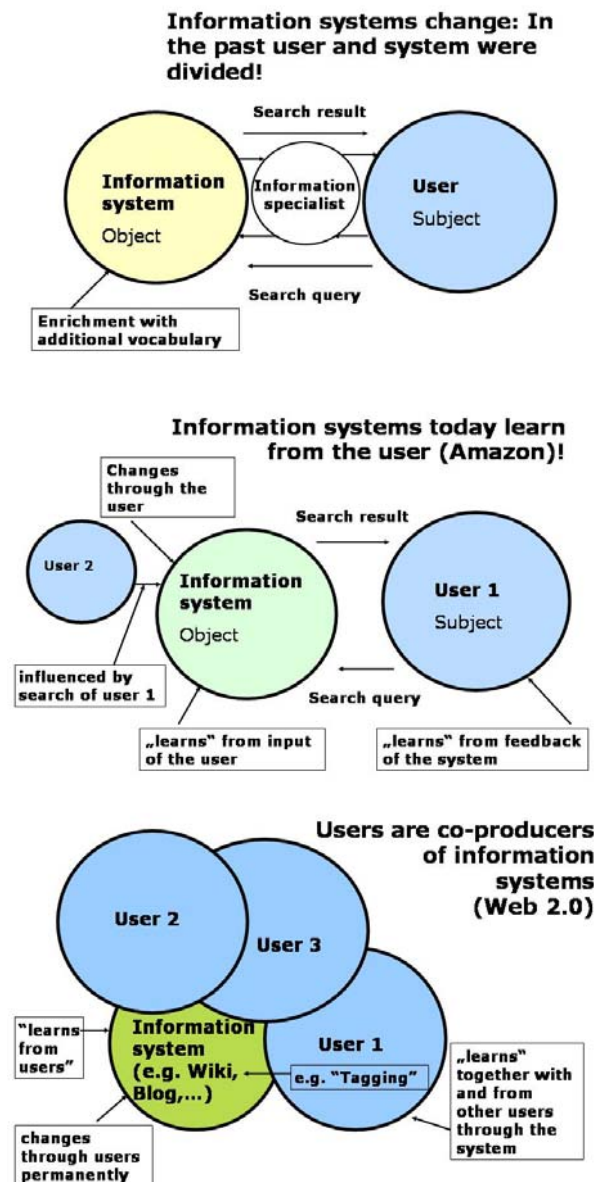 Information systems change: In
the past user and system were
divided!
Search result
Information
system
Object
Information
specialist
User
Subject
Search query
Enrichment with
additional vocabulary
Information systems today learn
from the user (Amazon)!
Changes
through the
user
Search result
User 2
Information
system
Object
User 1
Subject
influenced by
search of user 1
Search query
„learns“ from input
of the user
„learns“ from feedback
of the system
Users are co-producers
of information
systems
(Web 2.0)
User 2
User 3
"learns
from
users"
Information
system
(e.g. Wiki,
Blog,...)
User 1
e.g. "Tagging"
„learns“
together with
and from
other users
through the
system
changes
through users
permanently